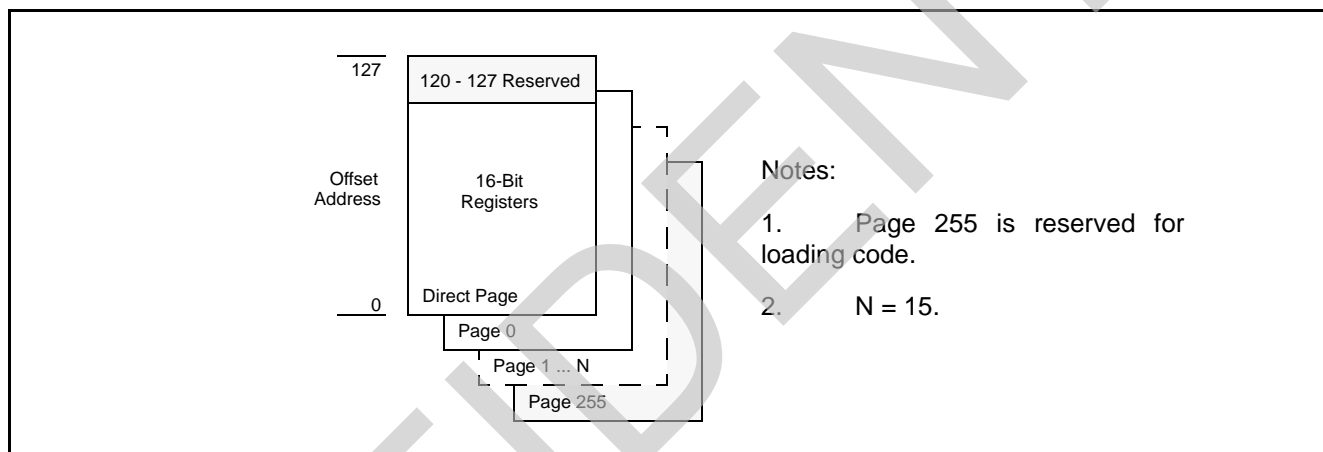 127
120 - 127 Reserved
Offset
Address
16-Bit
Registers
0
Direct Page
Page 0
Page 1 ... N
Page 255
Notes:
1. Page 255 is reserved for
loading code.
2. N = 15.